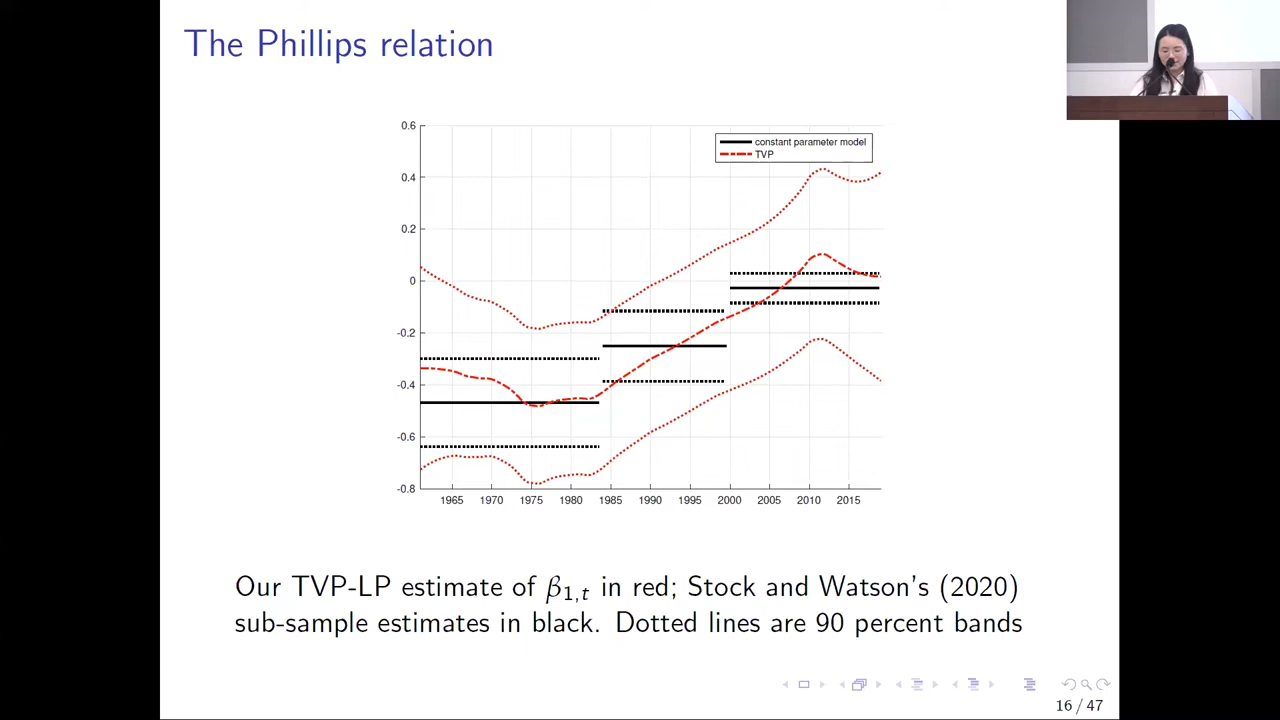 The Phillips relation
0.6
0.4
0.2
0
-0.2
-0.4
-0.6
-0.8
constant parameter model
TVP
1965 1970 1975 1980 1985 1990 1995 2000 2005 2010 2015
Our TVP-LP estimate of β1,t in red; Stock and Watson's (2020)
sub-sample estimates in black. Dotted lines are 90 percent bands
16 / 47